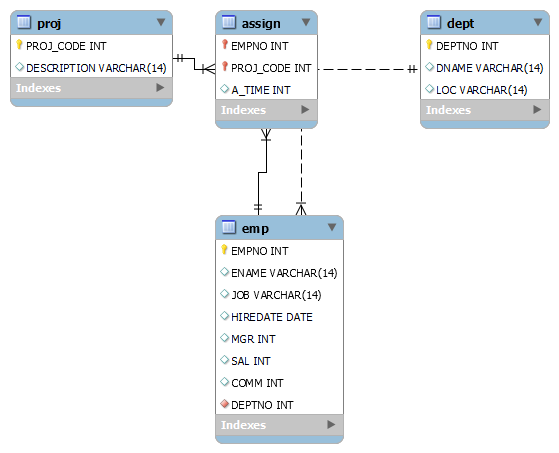 proj
PROJ_CODE INT
DESCRIPTION VARCHAR(14)
Indexes
assign
EMPNO INT
PROJ_CODE INT
A_TIME INT
Indexes
dept
DEPTNO INT
DNAME VARCHAR(14)
LOC VARCHAR(14)
Indexes
emp
EMPNO INT
ENAME VARCHAR(14)
JOB VARCHAR(14)
HIREDATE DATE
MGR INT
SAL INT
COMM INT
DEPTNO INT
Indexes